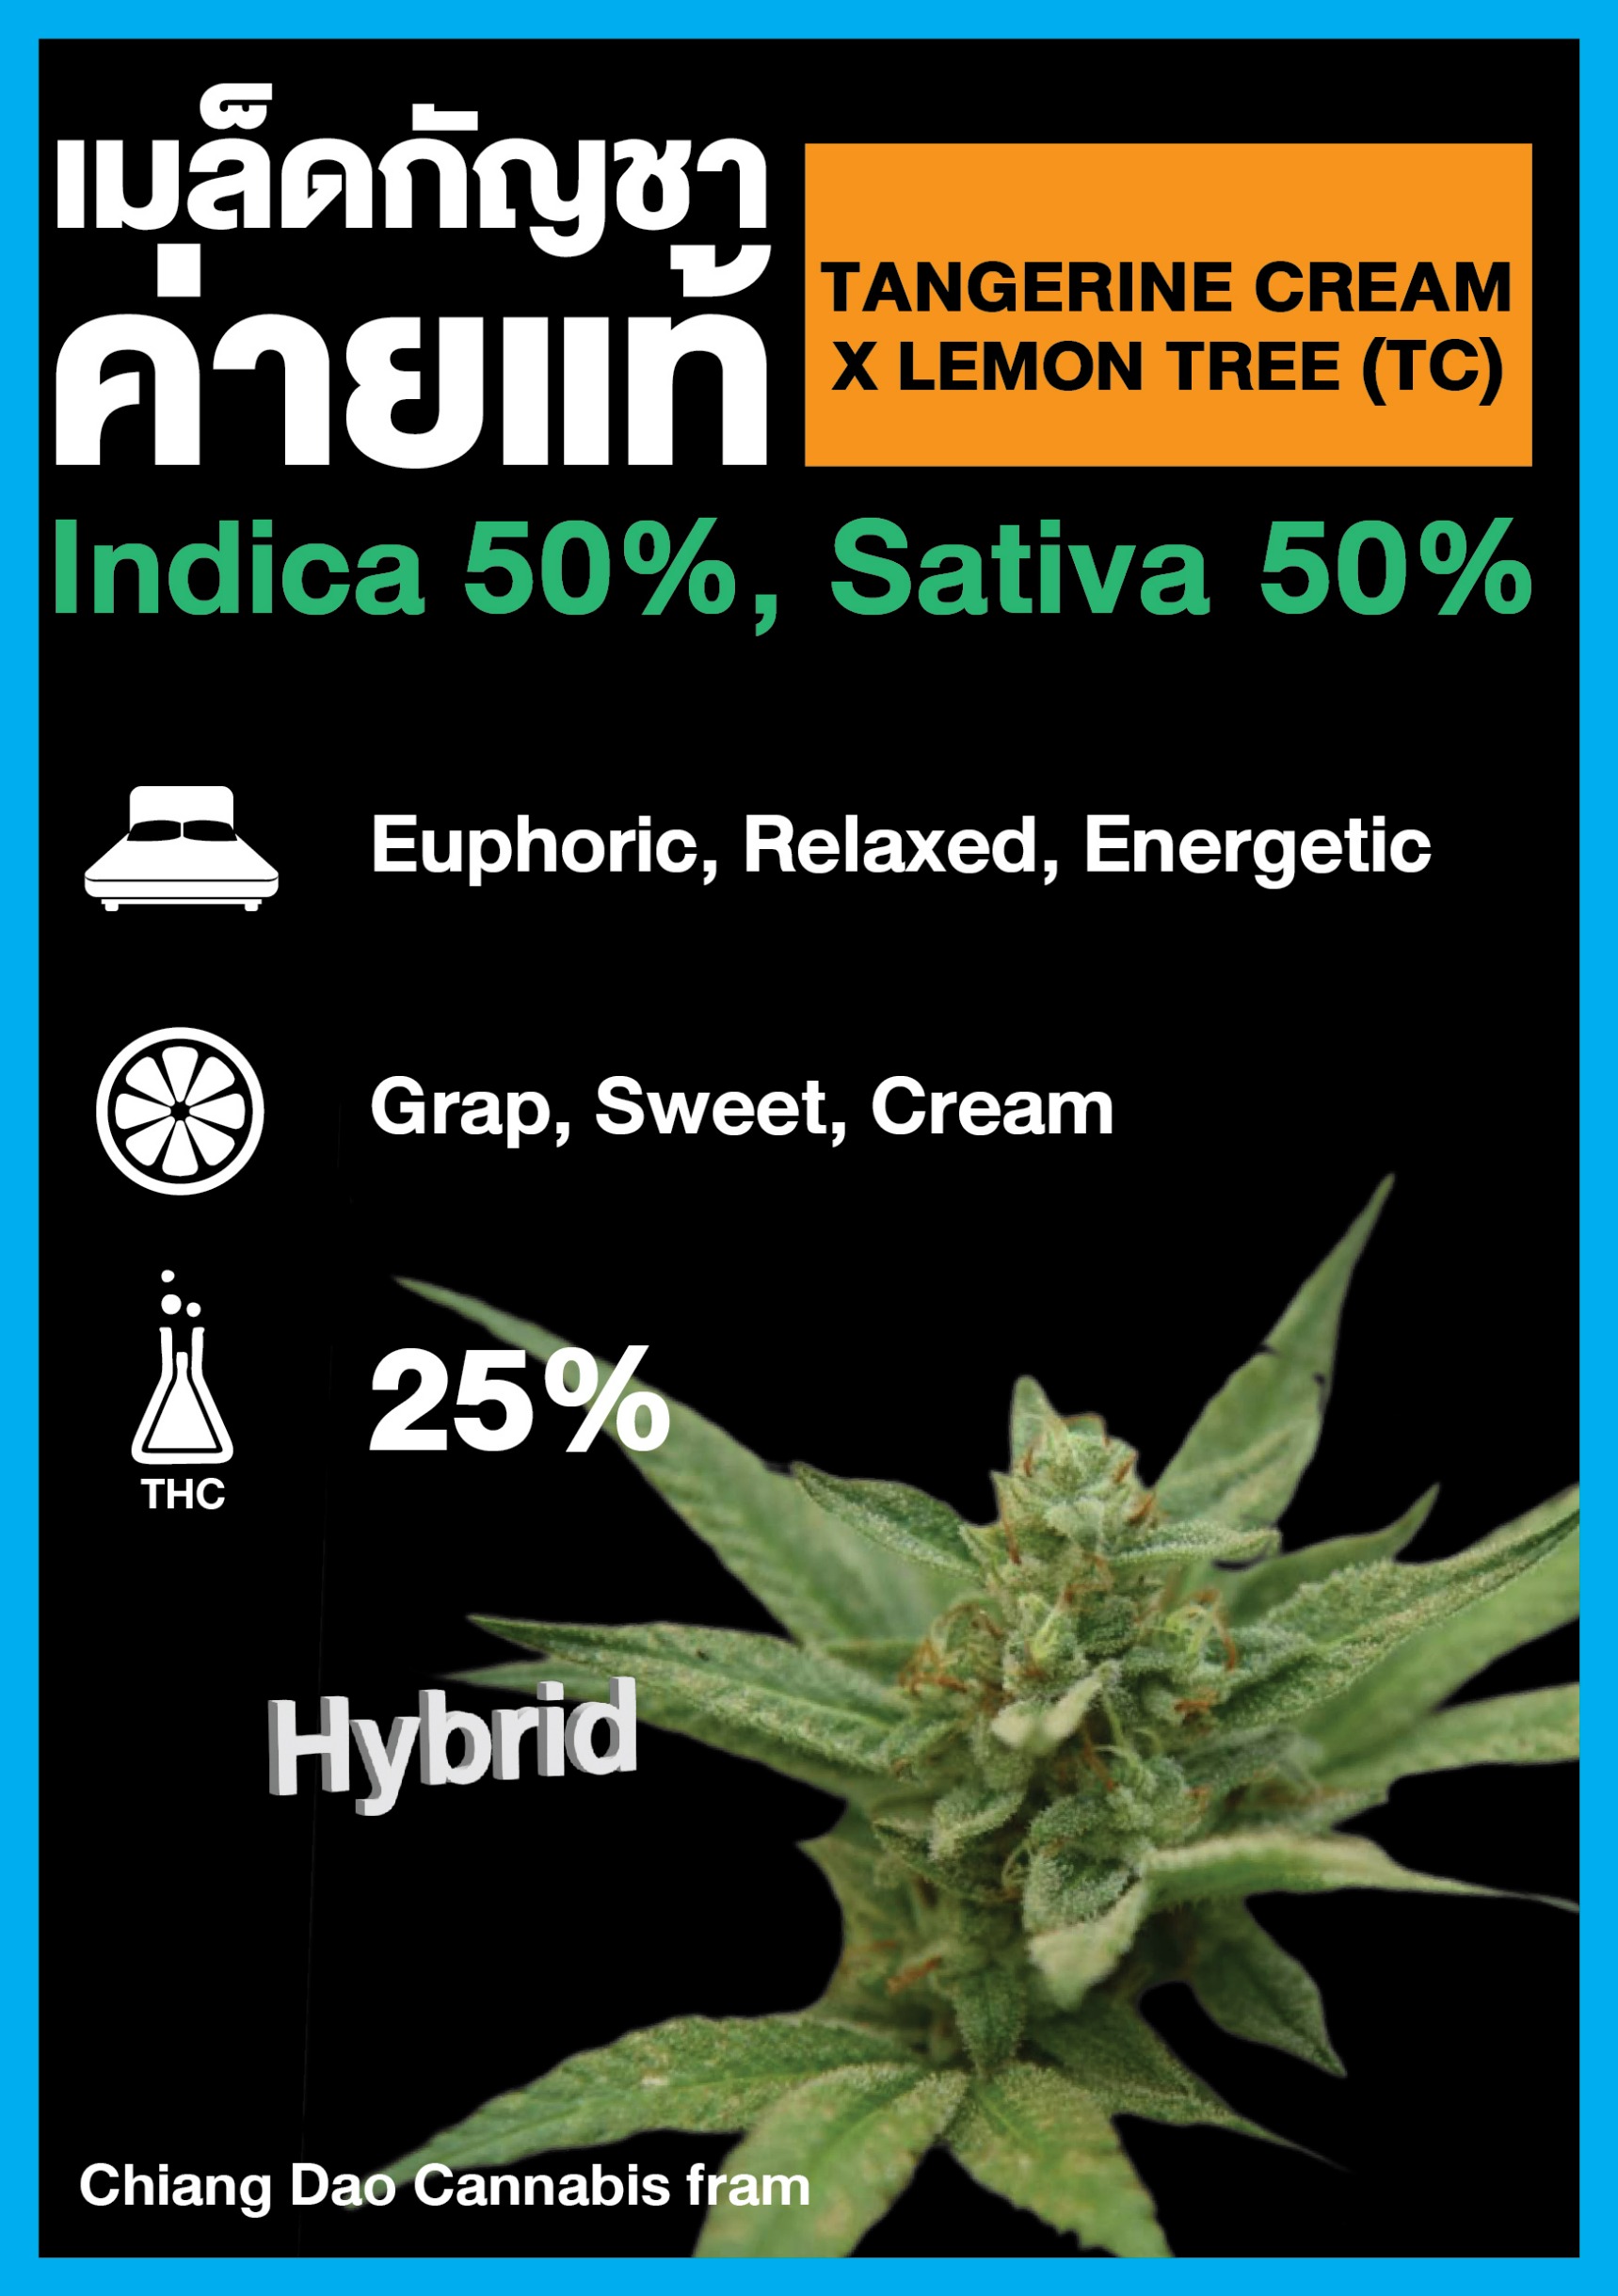 เมล็ดกัญชา
ค่ายแท้
TANGERINE CREAM
X LEMON TREE (TC)
Indica 50%, Sativa 50%
Euphoric, Relaxed, Energetic
Grap, Sweet, Cream
25%
THC
Hybrid
Chiang Dao Cannabis fram